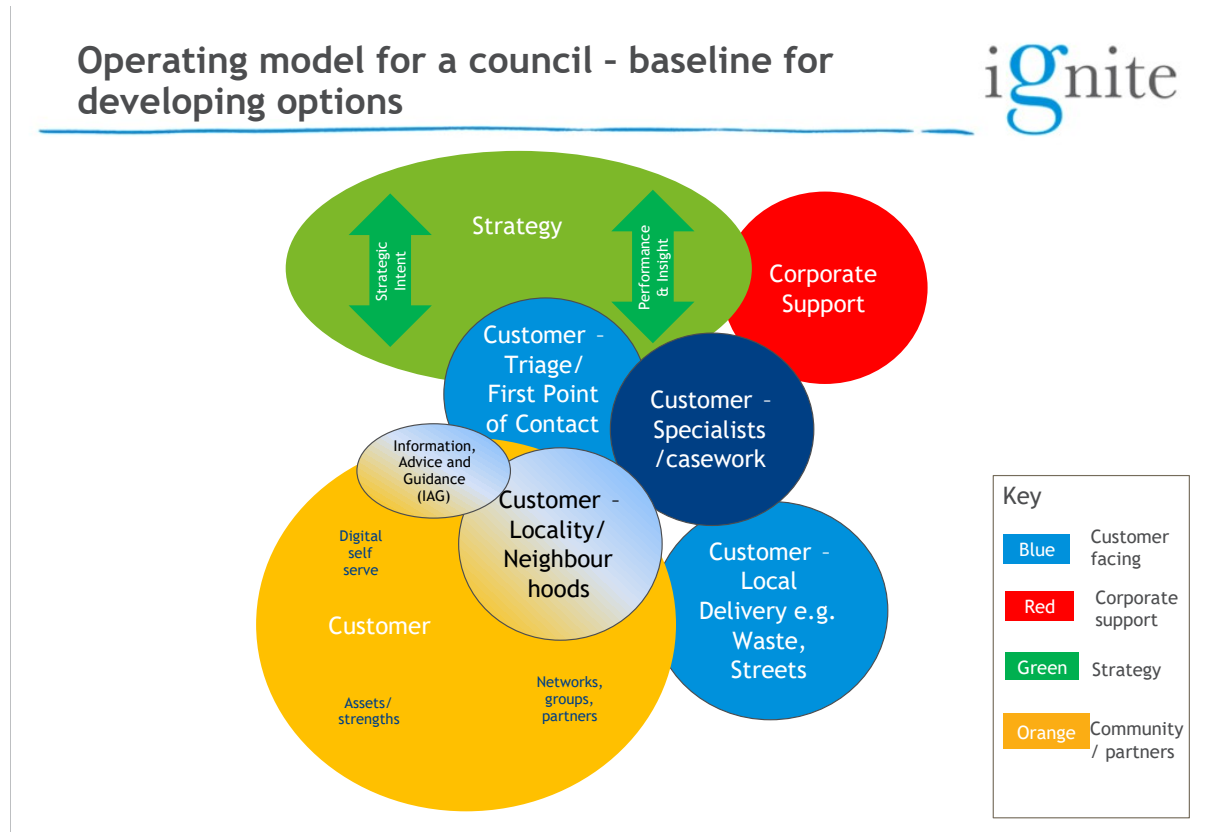 Operating model for a council – baseline for
developing options
ignite
Strategy
Strategic
Intent
Performance
& Insight
Corporate
Support
Customer –
Triage/
First Point
of Contact
Customer –
Specialists
/casework
Information,
Advice and
Guidance
(IAG)
Customer –
Locality/
Neighbour
hoods
Digital
self
serve
Customer
Assets/
strengths
Networks,
groups,
partners
Customer –
Local
Delivery e.g.
Waste,
Streets
Key
Blue
Customer
facing
Red
Corporate
support
Green
Strategy
Orange
Community
/ partners